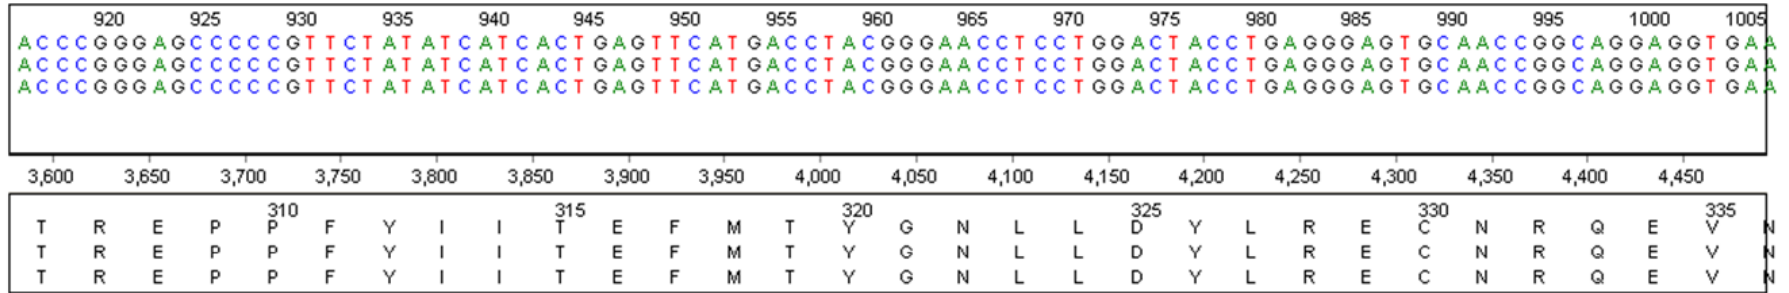 920 925 930 935 940 945 950 955 960 965 970 975 980 985 990 995 1000 1005
A C C C G G G A G C C C C C G T T C T A T A T C A T C A C T G A G T T C A T G A C C T A C G G G A A C C T C C T G G A C T A C C T G A G G G A G T G C A A C C G G C A G G A G G T G A A
A C C C G G G A G C C C C C G T T C T A T A T C A T C A C T G A G T T C A T G A C C T A C G G G A A C C T C C T G G A C T A C C T G A G G G A G T G C A A C C G G C A G G A G G T G A A
A C C C G G G A G C C C C C G T T C T A T A T C A T C A C T G A G T T C A T G A C C T A C G G G A A C C T C C T G G A C T A C C T G A G G G A G T G C A A C C G G C A G G A G G T G A A
3,600 3,650 3,700 3,750 3,800 3,850 3,900 3,950 4,000 4,050 4,100 4,150 4,200 4,250 4,300 4,350 4,400 4,450
310 315 320 325 330 335
T R E P P F Y I I T E F M T Y G N L L D Y L R E C N R Q E V N
T R E P P F Y I I T E F M T Y G N L L D Y L R E C N R Q E V N
T R E P P F Y I I T E F M T Y G N L L D Y L R E C N R Q E V N